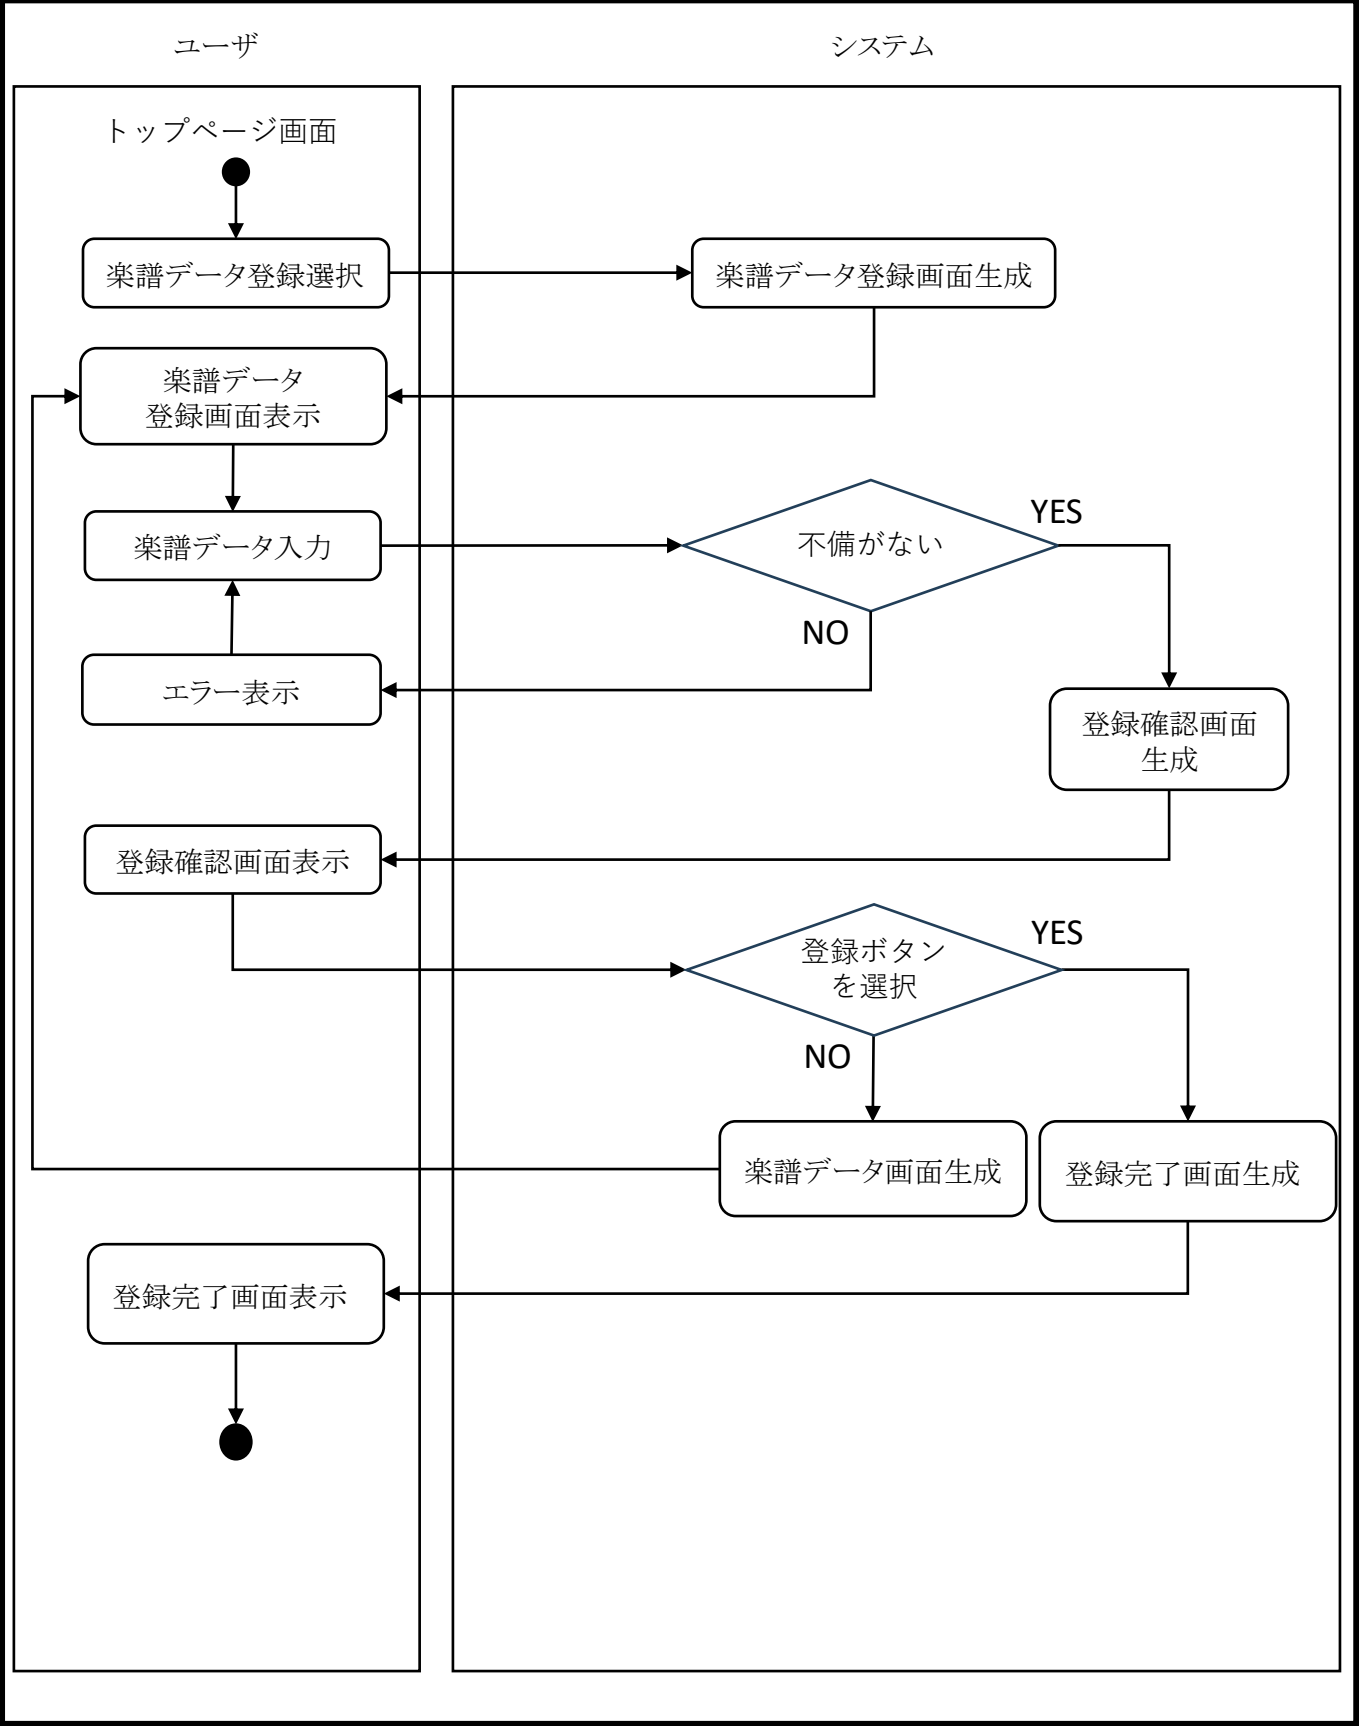 ユーザ
システム
トップページ画面
楽譜データ登録選択
楽譜データ登録画面生成
楽譜データ
登録画面表示
楽譜データ入力
不備がない
YES
NO
エラー表示
登録確認画面
生成
登録確認画面表示
登録ボタン
を選択
YES
NO
楽譜データ画面生成
登録完了画面生成
登録完了画面表示